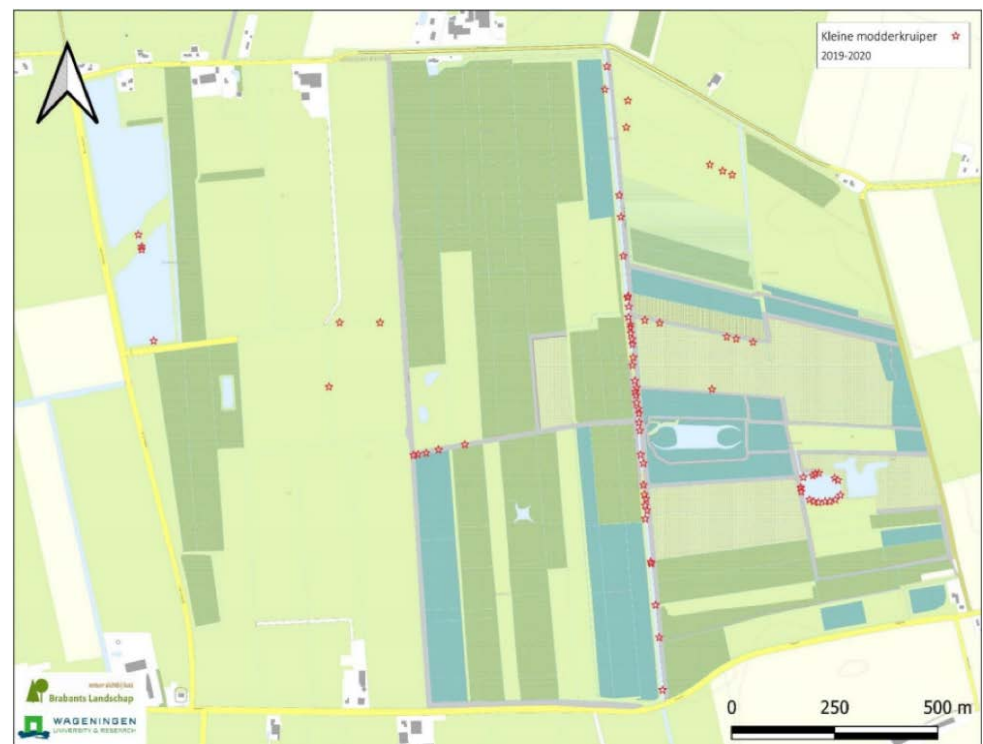 Kleine modderkruiper
2019-2020
Brabants Landschap
WAGENINGEN
UNIVERSITY & RESEARCH
0 250 500 m